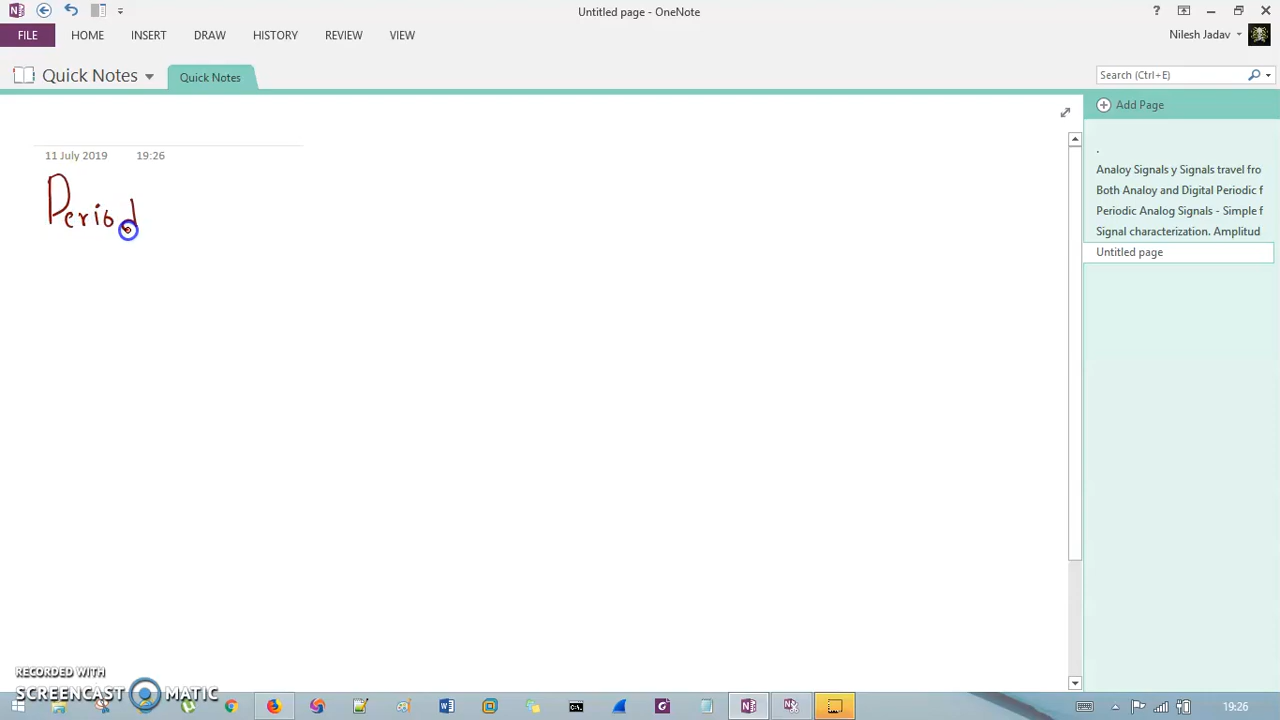 Untitled page - OneNote
?
FILE HOME INSERT DRAW HISTORY REVIEW VIEW
Nilesh Jadav
Quick Notes
Quick Notes
Search (Ctrl+E)
Add Page
11 July 2019 19:26
.
Analoy Signals y Signals travel fro
Both Analoy and Digital Periodic f
Periodic Analog Signals - Simple f
Signal characterization. Amplitud
Untitled page
Period
RECORDED WITH
SCREENCAST MATIC
19:26